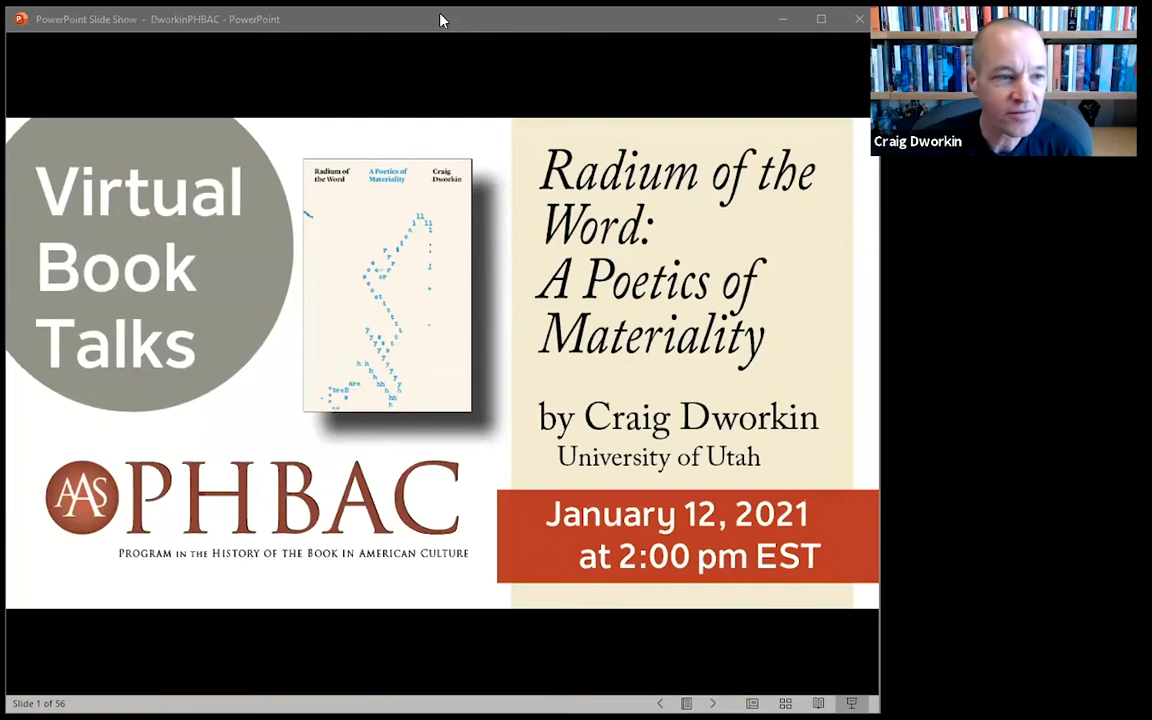 PowerPoint Slide Show - DworkinPHBAC - PowerPoint
Craig Dworkin
Virtual
Book
Talks
Radium of
the Word
A Poetics of
Materiality
Craig
Dworkin
Radium of the
Word:
A Poetics of
Materiality
by Craig Dworkin
University of Utah
January 12, 2021
at 2:00 pm EST
AAS
PHBAC
PROGRAM IN THE HISTORY OF THE BOOK IN AMERICAN CULTURE
Slide 1 of 56